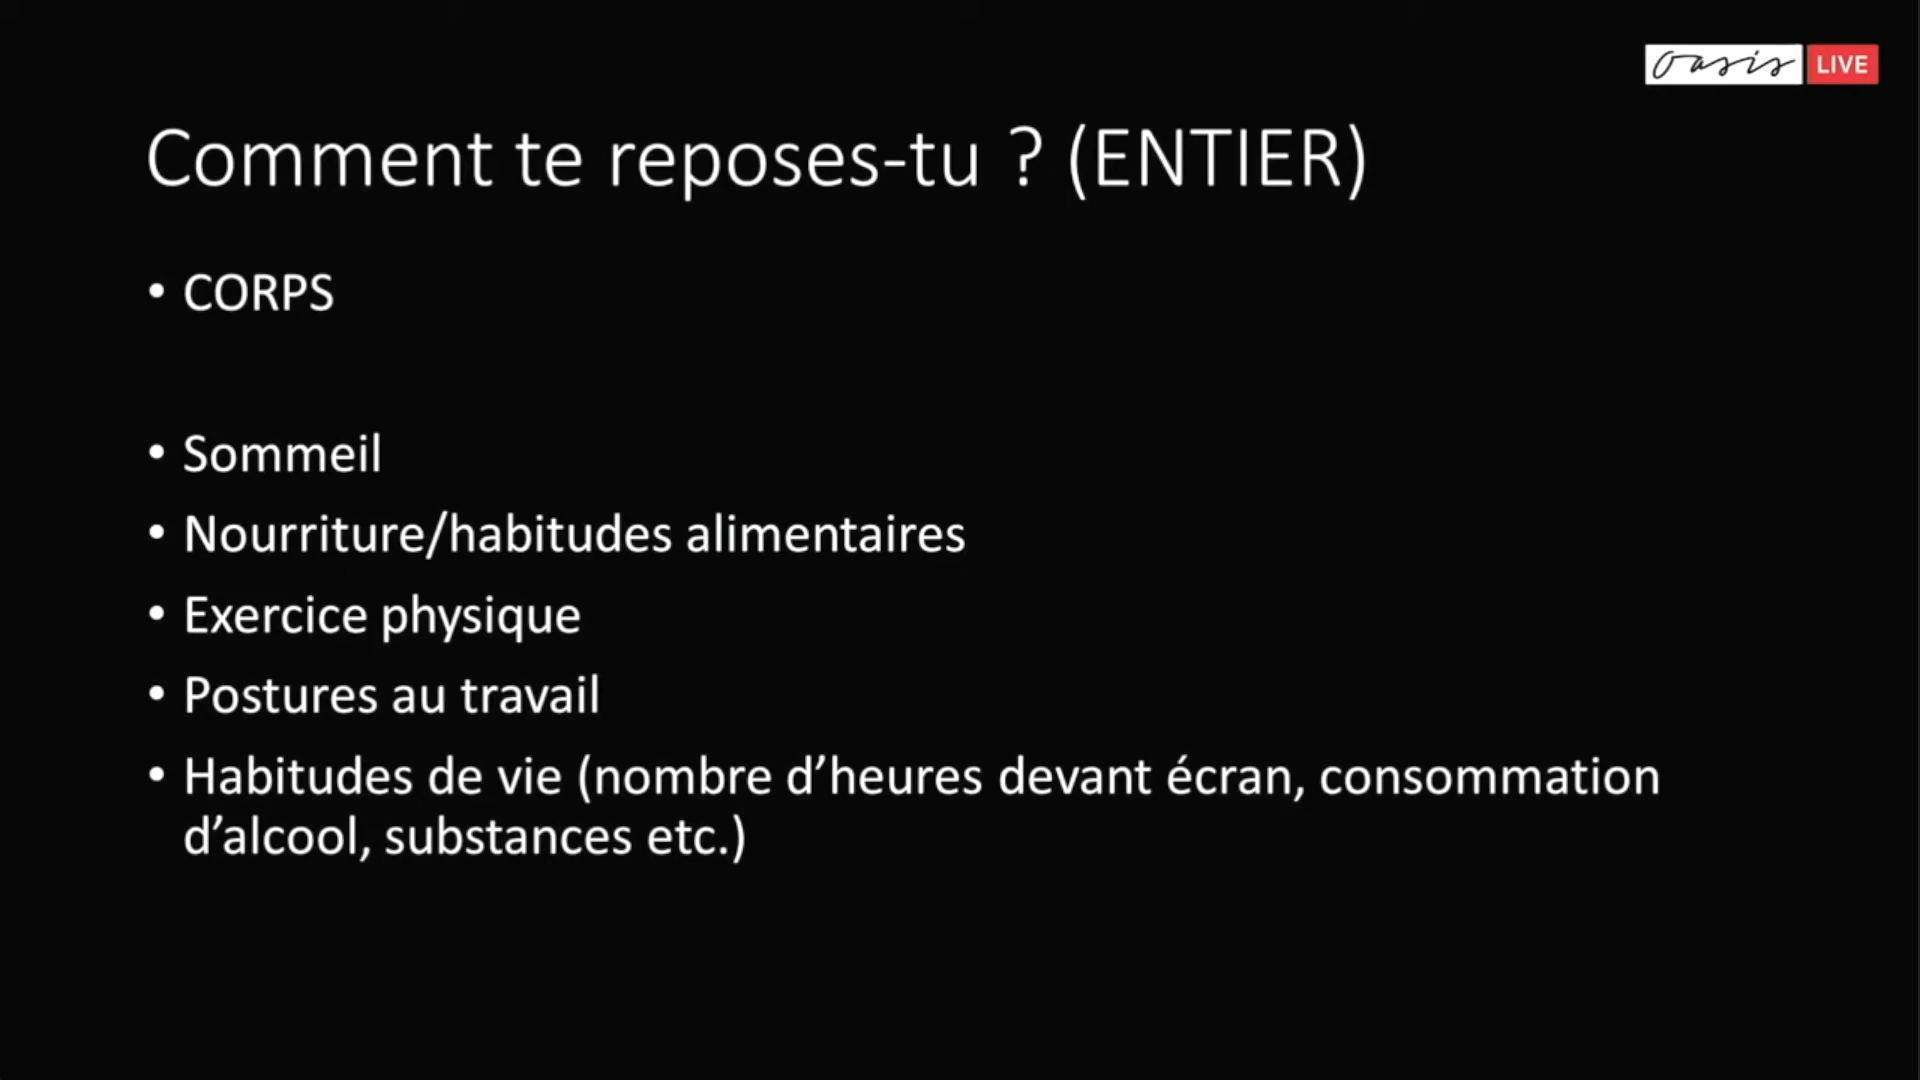 oasis LIVE
Comment te reposes-tu ? (ENTIER)
• CORPS
• Sommeil
• Nourriture/habitudes alimentaires
• Exercice physique
• Postures au travail
• Habitudes de vie (nombre d’heures devant écran, consommation
d’alcool, substances etc.)